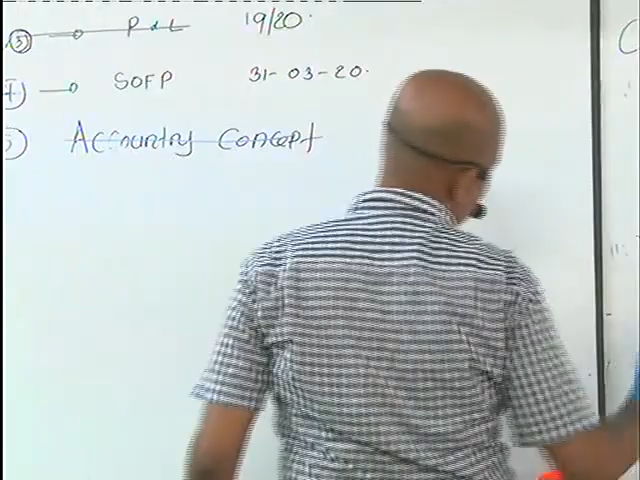 ③ P & L 19/20
④ SOFP 31-03-20
⑤ Accounting Concept